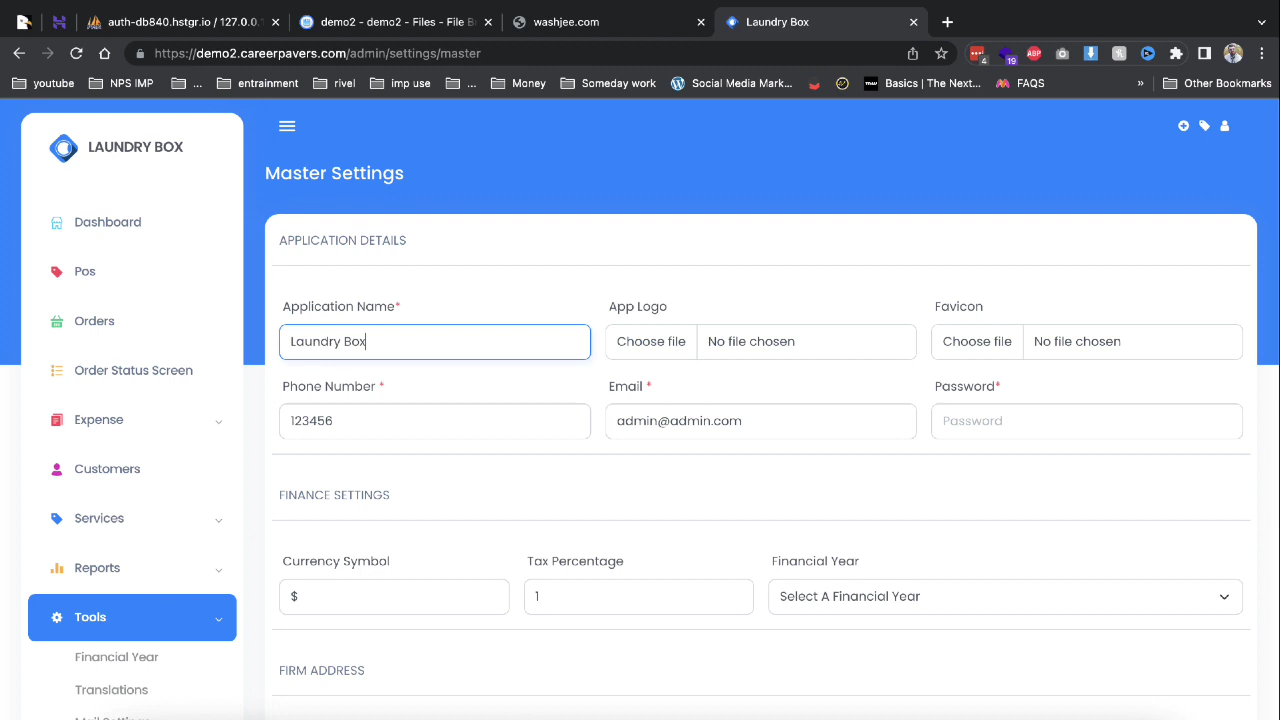 auth-db840.hstgr.io / 127.0.0.1
demo2 - demo2 - Files - File B
washjee.com
Laundry Box
https://demo2.careerpavers.com/admin/settings/master
4
19
ABP
youtube
NPS IMP
...
entrainment
rivel
imp use
...
Money
Someday work
Social Media Mark...
Basics | The Next...
FAQS
»
Other Bookmarks
LAUNDRY BOX
Master Settings
Dashboard
Pos
Orders
Order Status Screen
Expense
Customers
Services
Reports
Tools
Financial Year
Translations
Mail Settings
APPLICATION DETAILS
Application Name*
App Logo
Favicon
Laundry Box
Choose file No file chosen
Choose file No file chosen
Phone Number *
Email *
Password*
123456
admin@admin.com
Password
FINANCE SETTINGS
Currency Symbol
Tax Percentage
Financial Year
$
1
Select A Financial Year
FIRM ADDRESS